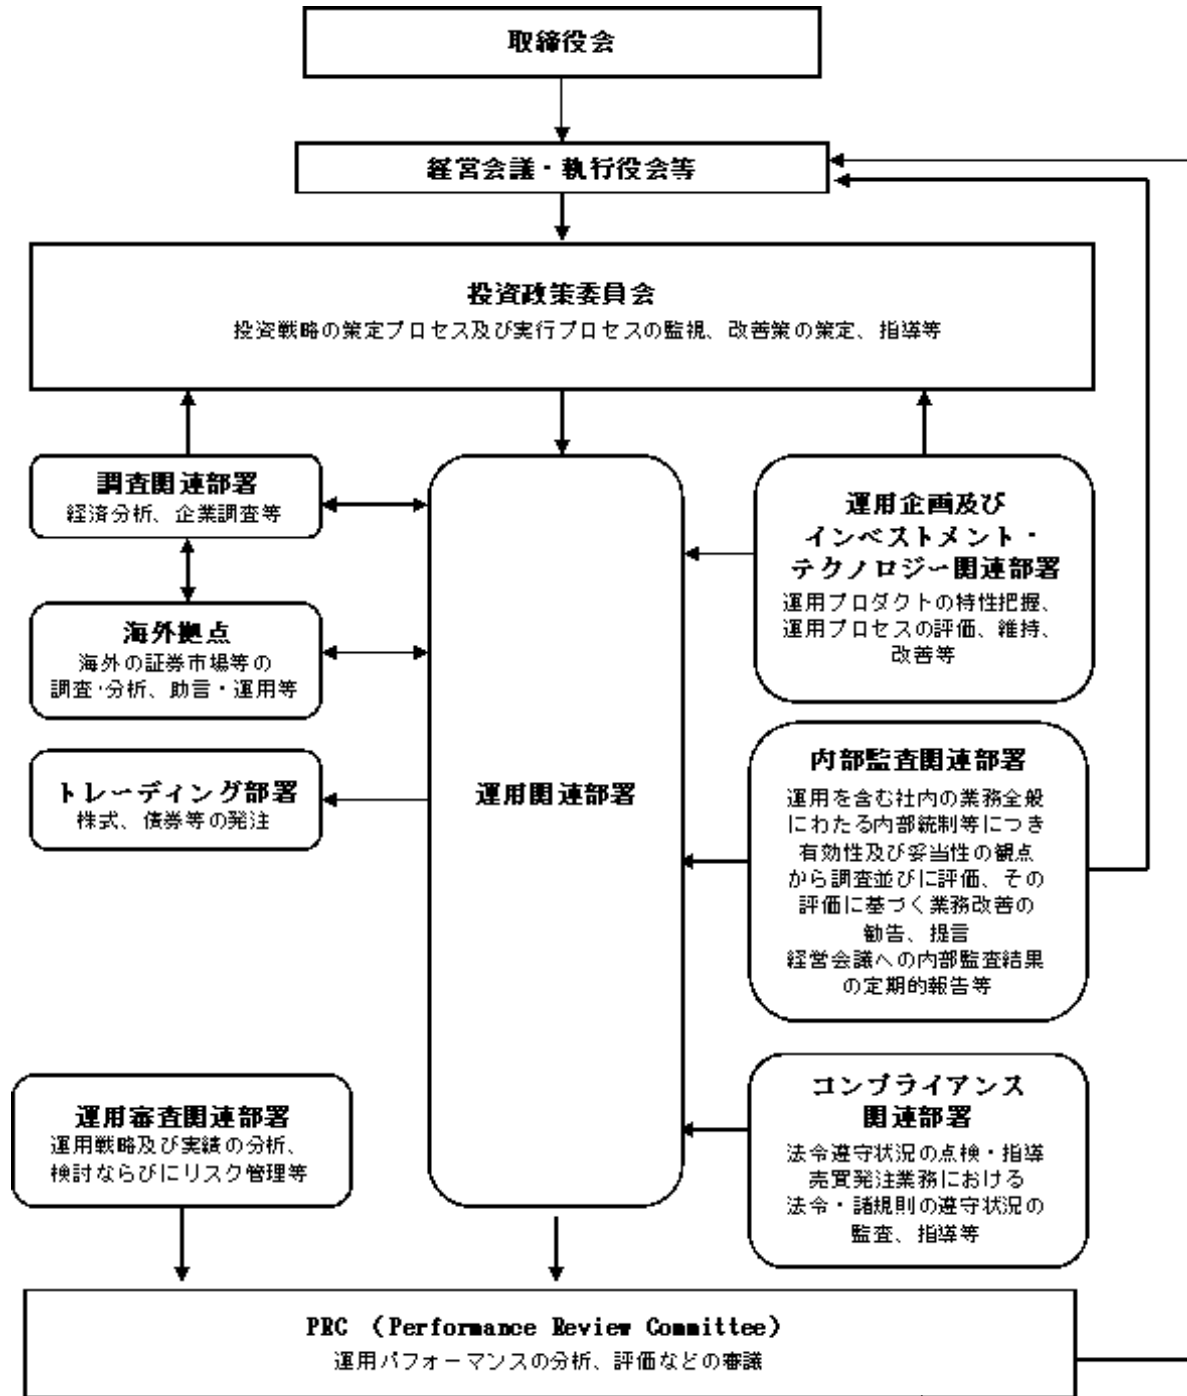 取締役会
経営会議・執行役会等
投資政策委員会
投資戦略の策定プロセス及び実行プロセスの監視、改善策の策定、指導等
調査関連部署
経済分析、企業調査等
海外拠点
海外の証券市場等の
調査・分析、助言・運用等
トレーディング部署
株式、債券等の発注
運用関連部署
運用企画及び
インベストメント・
テクノロジー関連部署
運用プロダクトの特性把握、
運用プロセスの評価、維持、
改善等
内部監査関連部署
運用を含む社内の業務全般
にわたる内部統制等につき
有効性及び妥当性の観点
から調査並びに評価、その
評価に基づく業務改善の
勧告、提言
経営会議への内部監査結果
の定期的報告等
コンプライアンス
関連部署
法令遵守状況の点検・指導
売買発注業務における
法令・諸規則の遵守状況の
監査、指導等
運用審査関連部署
運用戦略及び実績の分析、
検討ならびにリスク管理等
PRC （Performance Review Committee）
運用パフォーマンスの分析、評価などの審議